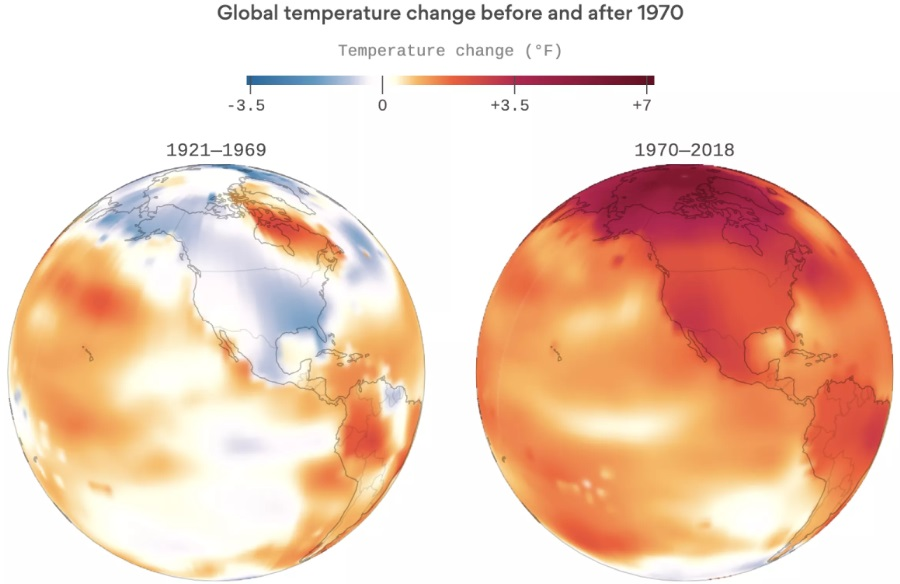 Global temperature change before and after 1970
Temperature change (°F)
-3.5 0 +3.5 +7
1921—1969 1970—2018